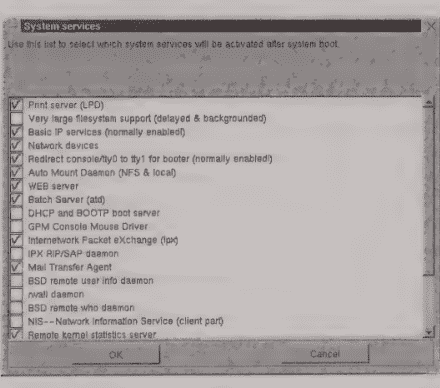 System services
Use this list to select which system services will be activated after system boot.
Print server (LPD)
Very large filesystem support (delayed & backgrounded)
Basic IP services (normally enabled!)
Network devices
Redirect console/tty0 to tty1 for booter (normally enabled!)
Auto Mount Daemon (NFS & local)
WEB server
Batch Server (atd)
DHCP and BOOTP boot server
GPM Console Mouse Driver
Internetwork Packet eXchange (ipx)
IPX RIP/SAP daemon
Mail Transfer Agent
BSD remote user info daemon
rwall daemon
BSD remote who daemon
NIS--Network Information Service (client part)
Remote kernel statistics server
OK
Cancel